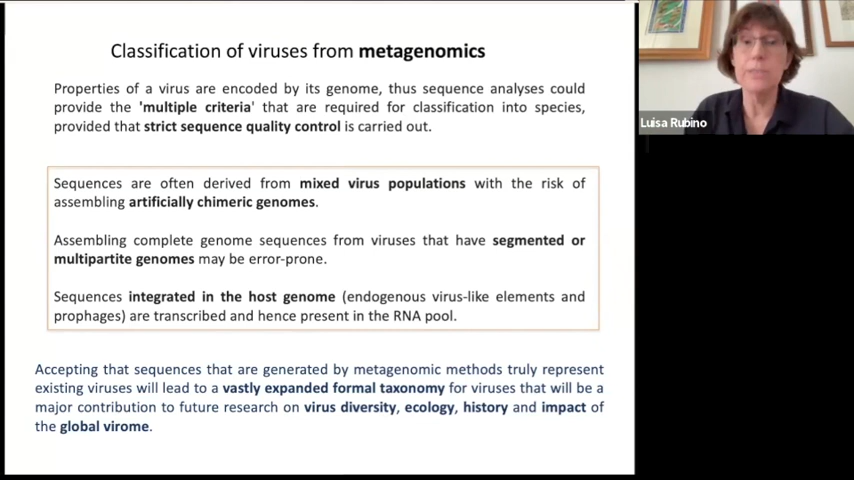 Classification of viruses from metagenomics
Properties of a virus are encoded by its genome, thus sequence analyses could
provide the 'multiple criteria' that are required for classification into species,
provided that strict sequence quality control is carried out.
Sequences are often derived from mixed virus populations with the risk of
assembling artificially chimeric genomes.
Assembling complete genome sequences from viruses that have segmented or
multipartite genomes may be error-prone.
Sequences integrated in the host genome (endogenous virus-like elements and
prophages) are transcribed and hence present in the RNA pool.
Accepting that sequences that are generated by metagenomic methods truly represent
existing viruses will lead to a vastly expanded formal taxonomy for viruses that will be a
major contribution to future research on virus diversity, ecology, history and impact of
the global virome.
Luisa Rubino